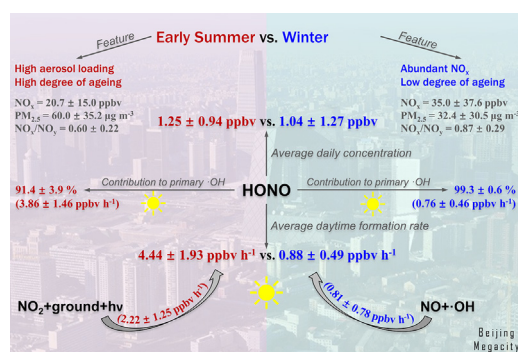 Early Summer vs. Winter
Feature
Feature
High aerosol loading
High degree of ageing
NOₓ = 20.7 ± 15.0 ppbv
PM₂.₅ = 60.0 ± 35.2 μg m⁻³
NOₓ/NOᵧ = 0.60 ± 0.22
Abundant NOₓ
Low degree of ageing
NOₓ = 35.0 ± 37.6 ppbv
PM₂.₅ = 32.4 ± 30.5 μg m⁻³
NOₓ/NOᵧ = 0.87 ± 0.29
1.25 ± 0.94 ppbv vs. 1.04 ± 1.27 ppbv
Average daily concentration
91.4 ± 3.9 %
(3.86 ± 1.46 ppbv h⁻¹)
Contribution to primary ·OH
HONO
Contribution to primary ·OH
99.3 ± 0.6 %
(0.76 ± 0.46 ppbv h⁻¹)
Average daytime formation rate
4.44 ± 1.93 ppbv h⁻¹ vs. 0.88 ± 0.49 ppbv h⁻¹
NO₂+ground+hν
(2.22 ± 1.25 ppbv h⁻¹)
(0.81 ± 0.78 ppbv h⁻¹)
NO+·OH
Beijing
Megacity